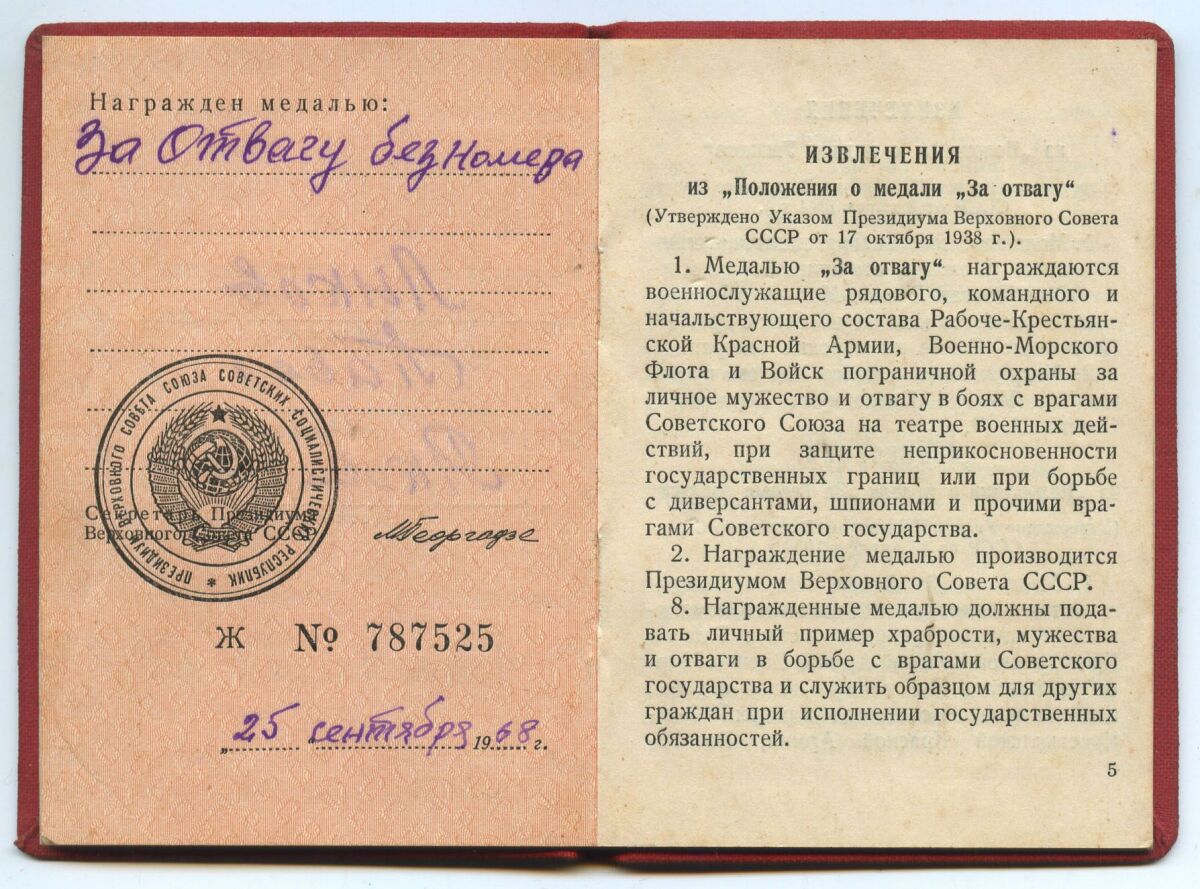 Награжден медалью:
За Отвагу без номера
ПРЕЗИДИУМ ВЕРХОВНОГО СОВЕТА СОЮЗА СОВЕТСКИХ СОЦИАЛИСТИЧЕСКИХ РЕСПУБЛИК *
Секретарь Президиума
Верховного Совета СССР
МГеоргадзе
Ж № 787525
„25 сентября 1968 г.
ИЗВЛЕЧЕНИЯ
из „Положения о медали „За отвагу“
(Утверждено Указом Президиума Верховного Совета
СССР от 17 октября 1938 г.).
1. Медалью „За отвагу“ награждаются
военнослужащие рядового, командного и
начальствующего состава Рабоче-Крестьян-
ской Красной Армии, Военно-Морского
Флота и Войск пограничной охраны за
личное мужество и отвагу в боях с врагами
Советского Союза на театре военных дей-
ствий, при защите неприкосновенности
государственных границ или при борьбе
с диверсантами, шпионами и прочими вра-
гами Советского государства.
2. Награждение медалью производится
Президиумом Верховного Совета СССР.
8. Награжденные медалью должны пода-
вать личный пример храбрости, мужества
и отваги в борьбе с врагами Советского
государства и служить образцом для других
граждан при исполнении государственных
обязанностей.
5